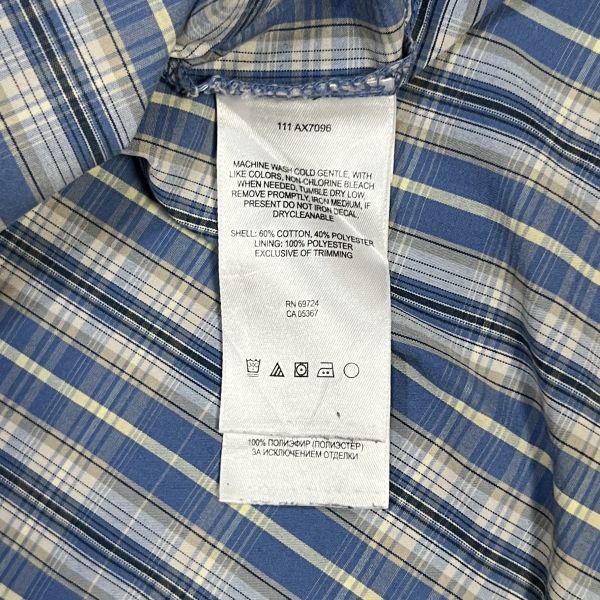 111 AX7096
MACHINE WASH COLD GENTLE, WITH
LIKE COLORS, NON-CHLORINE BLEACH
WHEN NEEDED, TUMBLE DRY LOW.
REMOVE PROMPTLY, IRON MEDIUM, IF
PRESENT DO NOT IRON DECAL,
DRYCLEANABLE
SHELL: 60% COTTON, 40% POLYESTER
LINING: 100% POLYESTER
EXCLUSIVE OF TRIMMING
RN 69724
CA 05367
100% ПОЛИЭФИР (ПОЛИЭСТЕР)
ЗА ИСКЛЮЧЕНИЕМ ОТДЕЛКИ